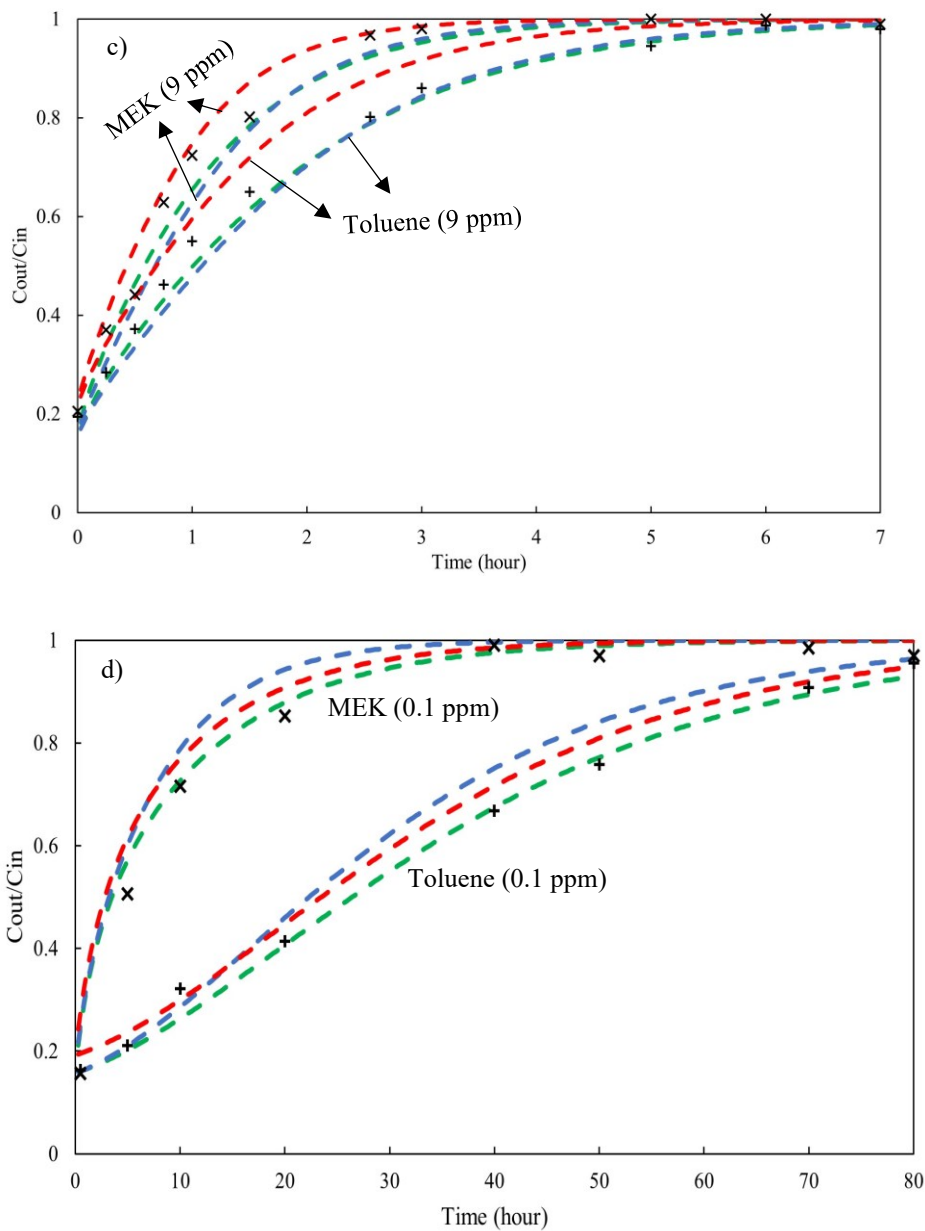 c)
1
0.8
0.6
0.4
0.2
0
Cout/Cin
MEK (9 ppm)
Toluene (9 ppm)
0 1 2 3 4 5 6 7
Time (hour)
d)
1
0.8
0.6
0.4
0.2
0
Cout/Cin
MEK (0.1 ppm)
Toluene (0.1 ppm)
0 10 20 30 40 50 60 70 80
Time (hour)